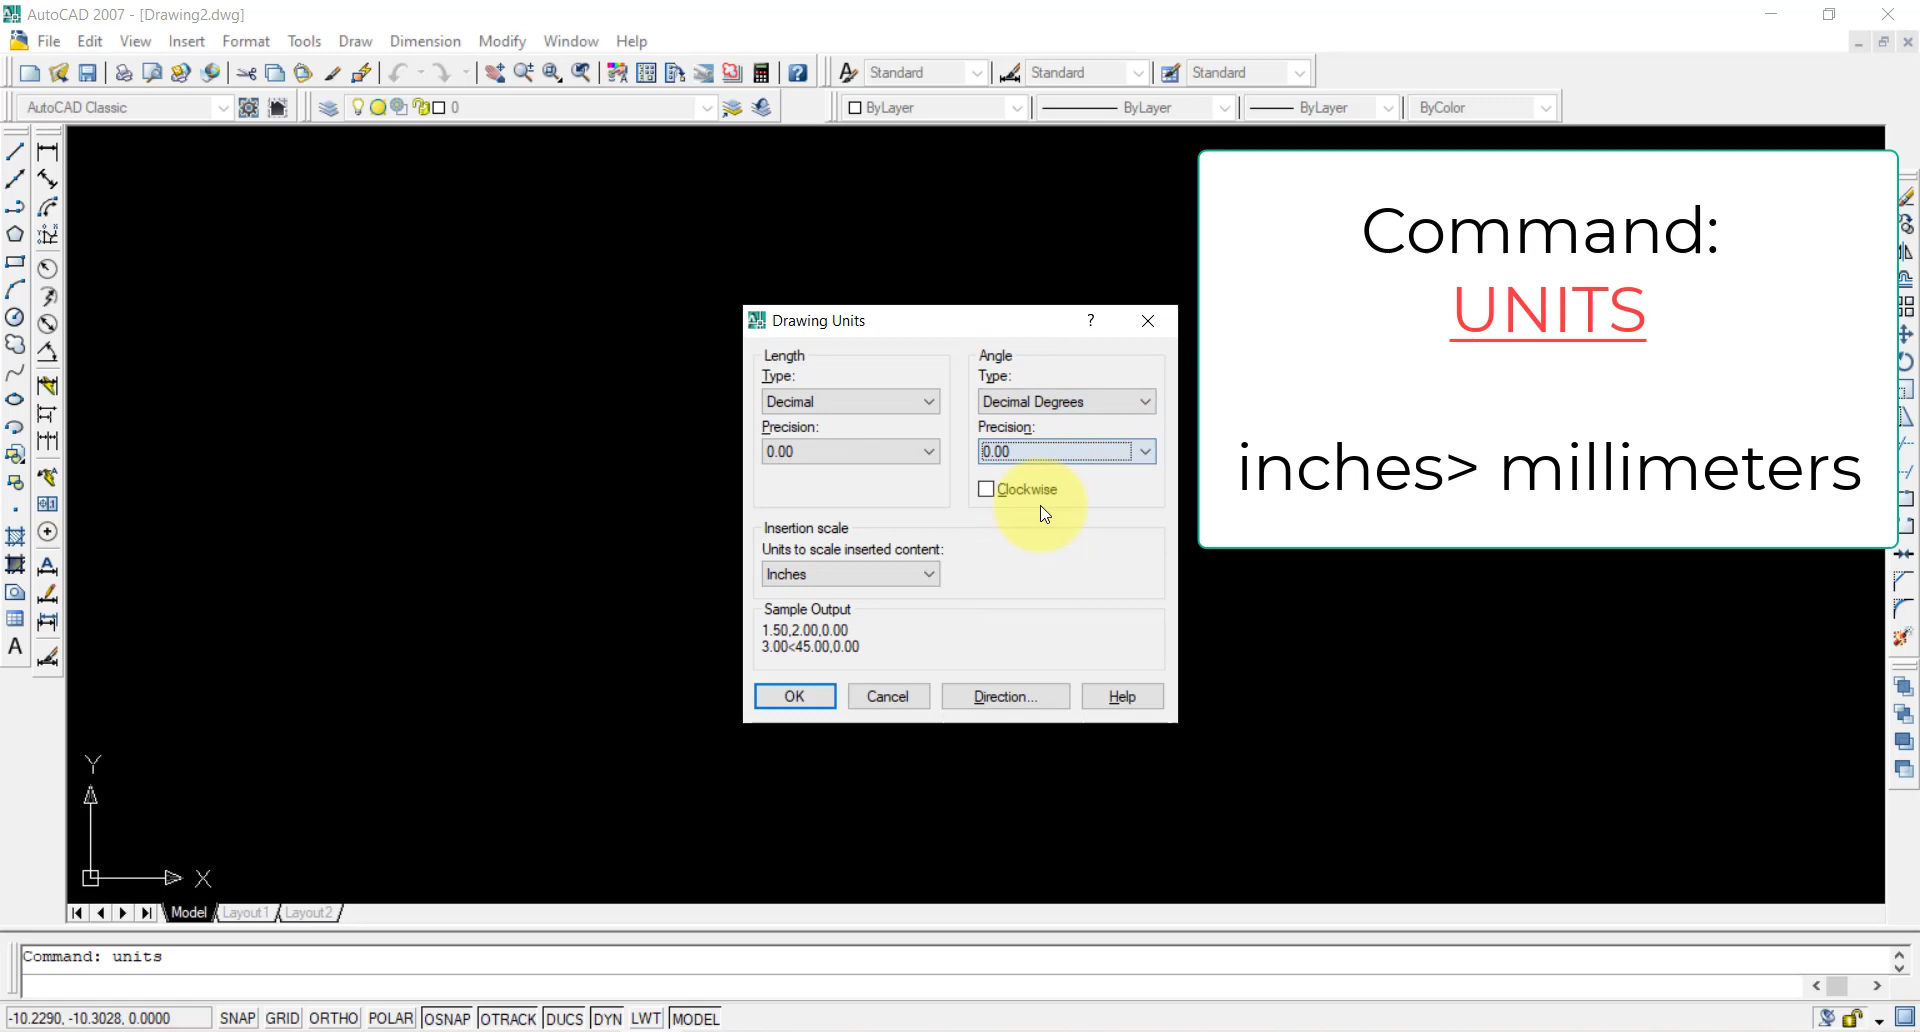 AutoCAD 2007 - [Drawing2.dwg]
File Edit View Insert Format Tools Draw Dimension Modify Window Help
Standard Standard Standard
AutoCAD Classic 0 ByLayer ByLayer ByLayer ByColor
Command:
UNITS
inches> millimeters
Drawing Units ?
Length Angle
Type: Type:
Decimal Decimal Degrees
Precision: Precision:
0.00 0.00
Clockwise
Insertion scale
Units to scale inserted content:
Inches
Sample Output
1.50,2.00,0.00
3.00<45.00,0.00
OK Cancel Direction... Help
A
Y
X
Model Layout1 Layout2
Command: units
-10.2290, -10.3028, 0.0000 SNAP GRID ORTHO POLAR OSNAP OTRACK DUCS DYN LWT MODEL